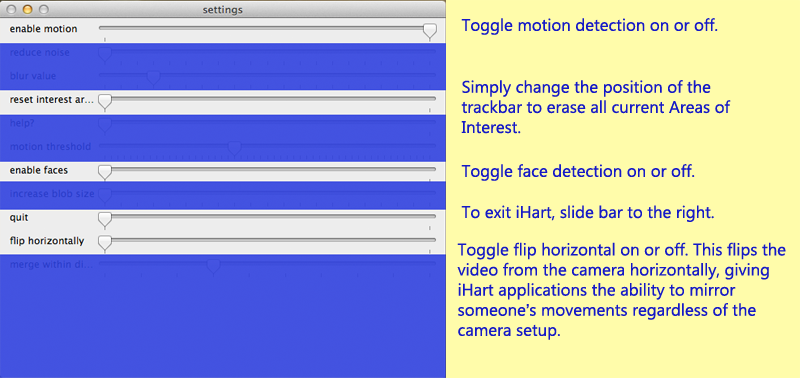 settings
enable motion
Toggle motion detection on or off.
reduce noise
blur value
reset interest ar...
Simply change the position of the
trackbar to erase all current Areas of
Interest.
help?
motion threshold
enable faces
Toggle face detection on or off.
increase blob size
quit
To exit iHart, slide bar to the right.
flip horizontally
Toggle flip horizontal on or off. This flips the
video from the camera horizontally, giving
iHart applications the ability to mirror
someone's movements regardless of the
camera setup.
merge within di...